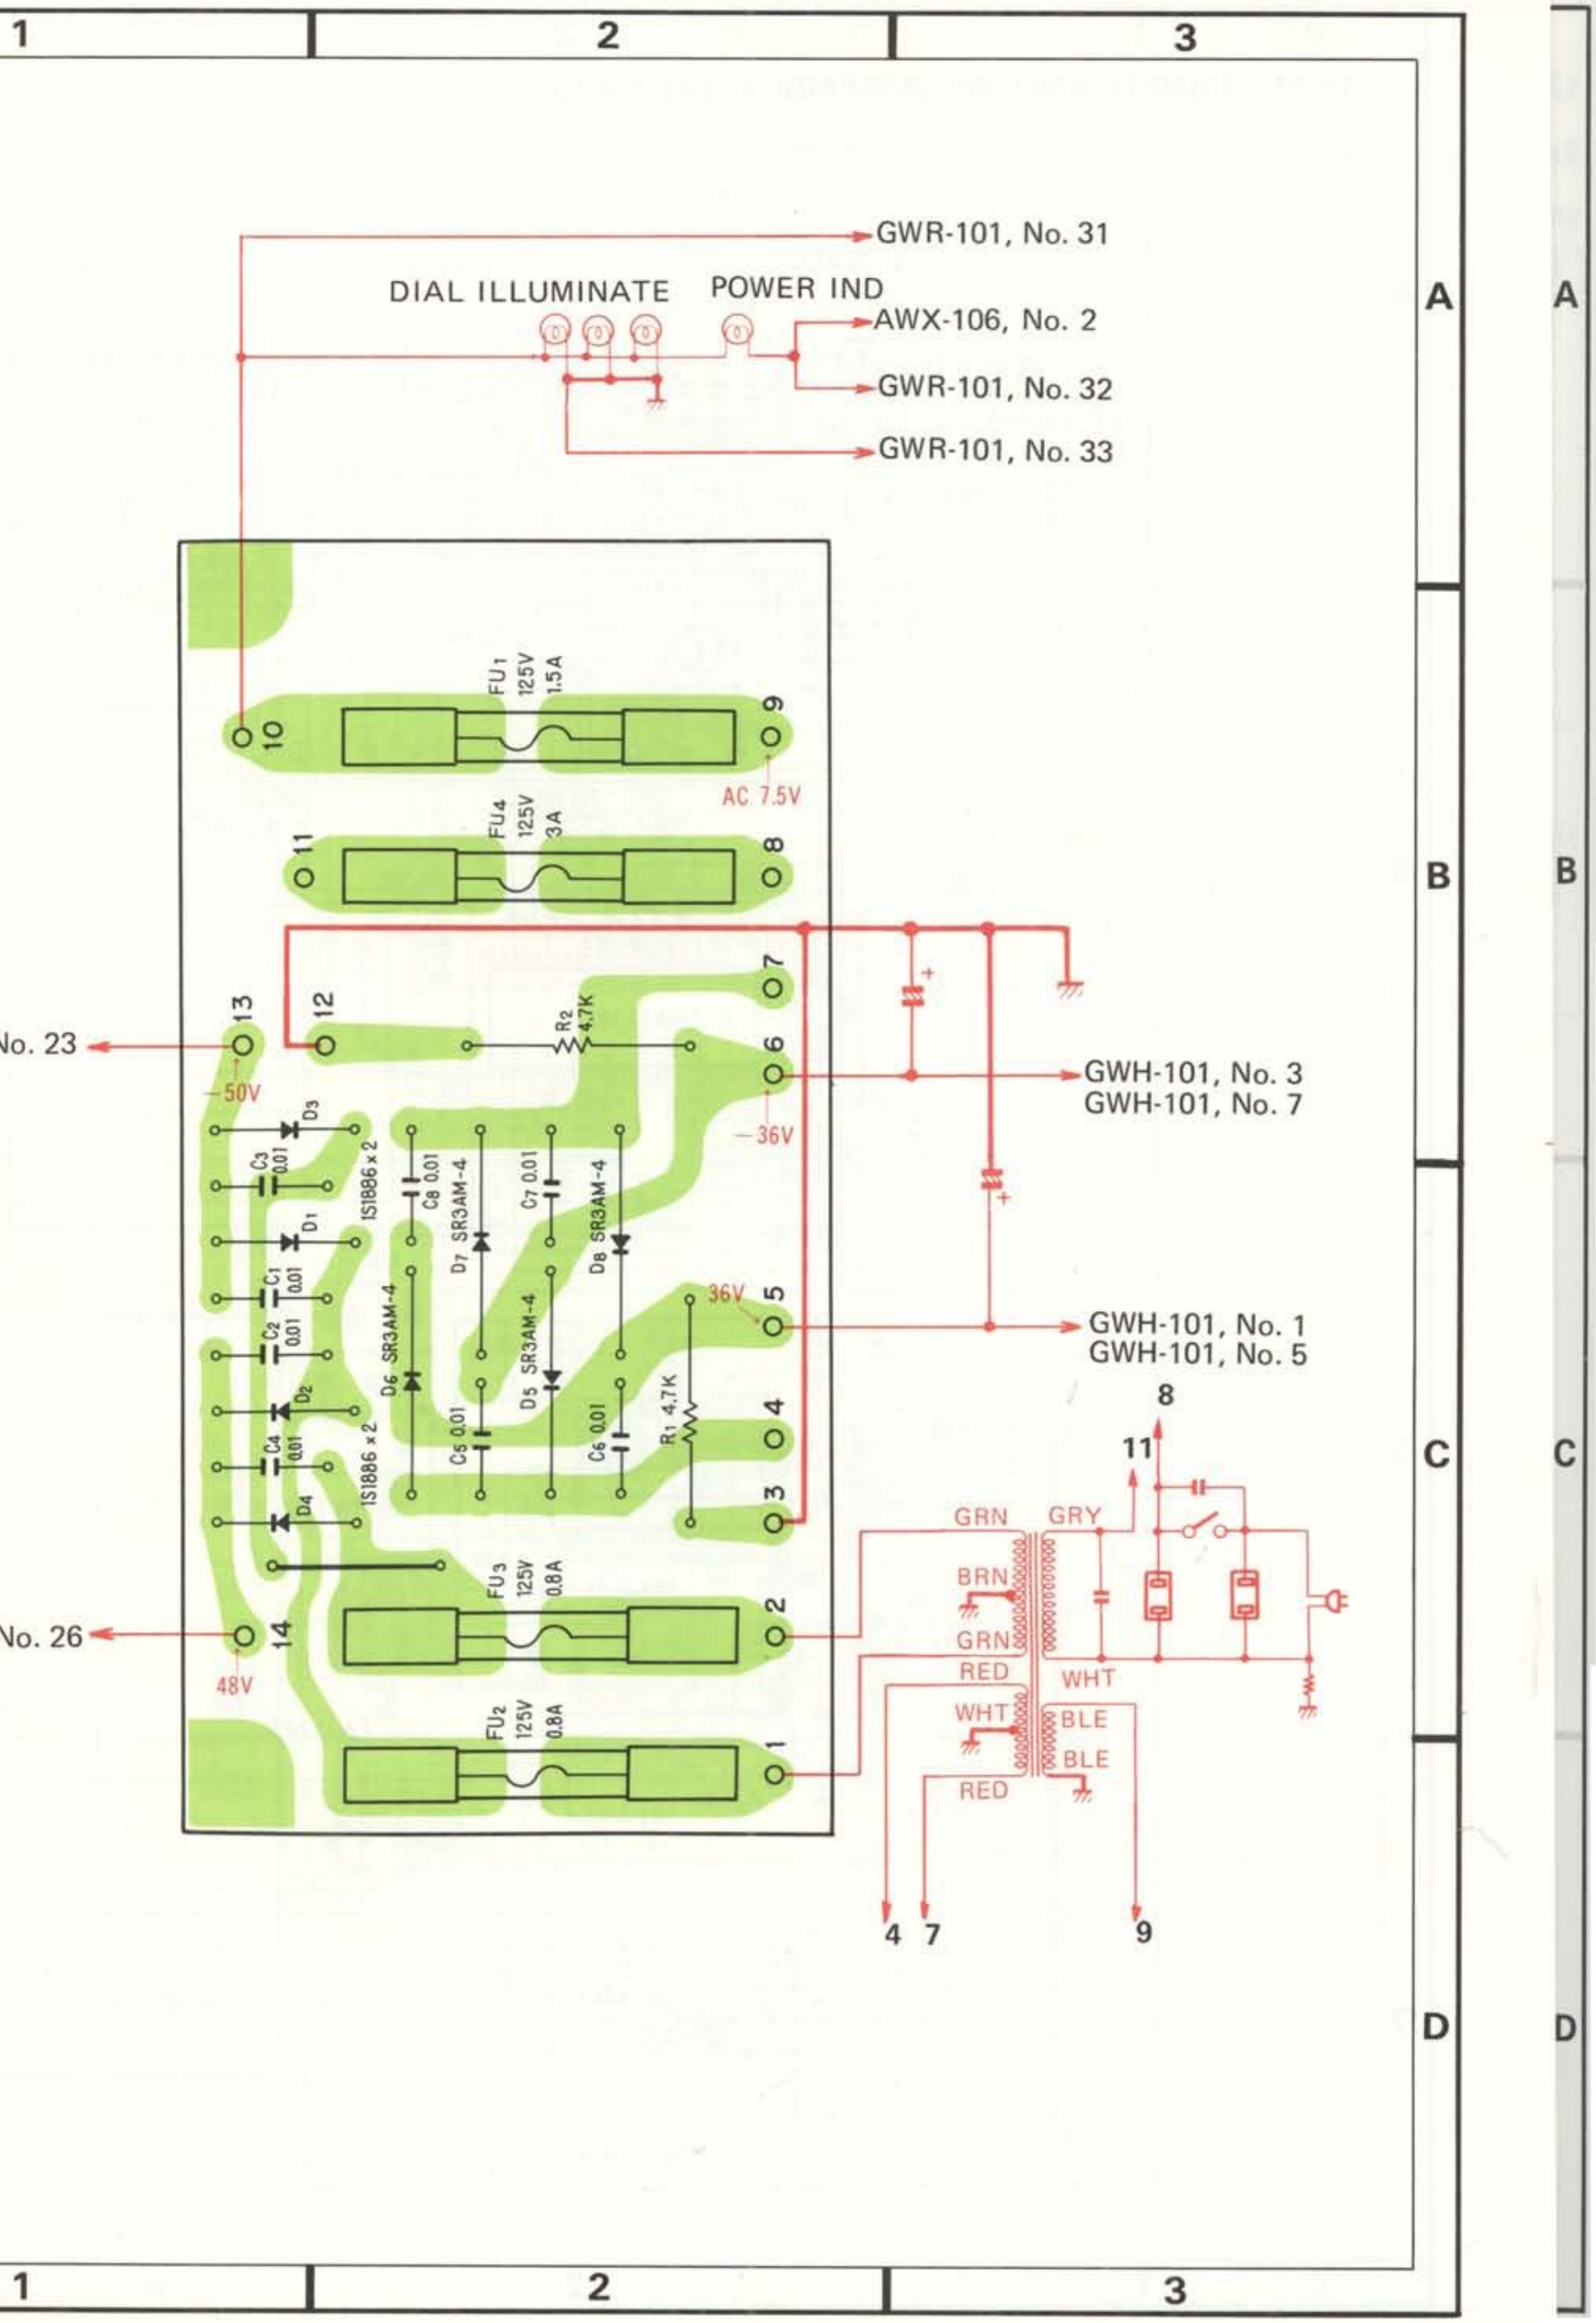 1 2 3
GWR-101, No. 31
DIAL ILLUMINATE POWER IND
A A
AWX-106, No. 2
GWR-101, No. 32
GWR-101, No. 33
FU1
125V
1.5A
10
9
AC 7.5V
FU4
125V
3A
11
8
B B
13
12
7
No. 23
R2
4.7K
6
+
−50V
GWH-101, No. 3
GWH-101, No. 7
−36V
D3
C3
0.01
1S1886 x 2
C8 0.01
D7 SR3AM-4
C7 0.01
D8 SR3AM-4
+
D1
C1
0.01
C2
0.01
D6 SR3AM-4
D5 SR3AM-4
36V
5
GWH-101, No. 1
GWH-101, No. 5
D2
C4
0.01
1S1886 x 2
C5 0.01
C6 0.01
R1 4.7K
4
8
11
C C
D4
3
GRN GRY
FU3
125V
0.8A
BRN
2
No. 26
14
GRN
48V
RED WHT
FU2
125V
0.8A
WHT BLE
1
BLE
RED
4 7 9
D D
1 2 3